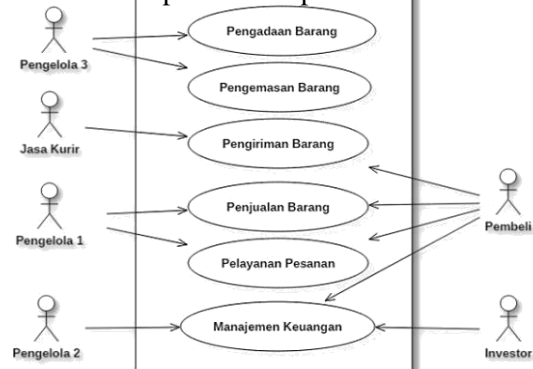 Pengadaan Barang
Pengelola 3
Pengemasan Barang
Pengiriman Barang
Jasa Kurir
Penjualan Barang
Pembeli
Pengelola 1
Pelayanan Pesanan
Manajemen Keuangan
Pengelola 2
Investor